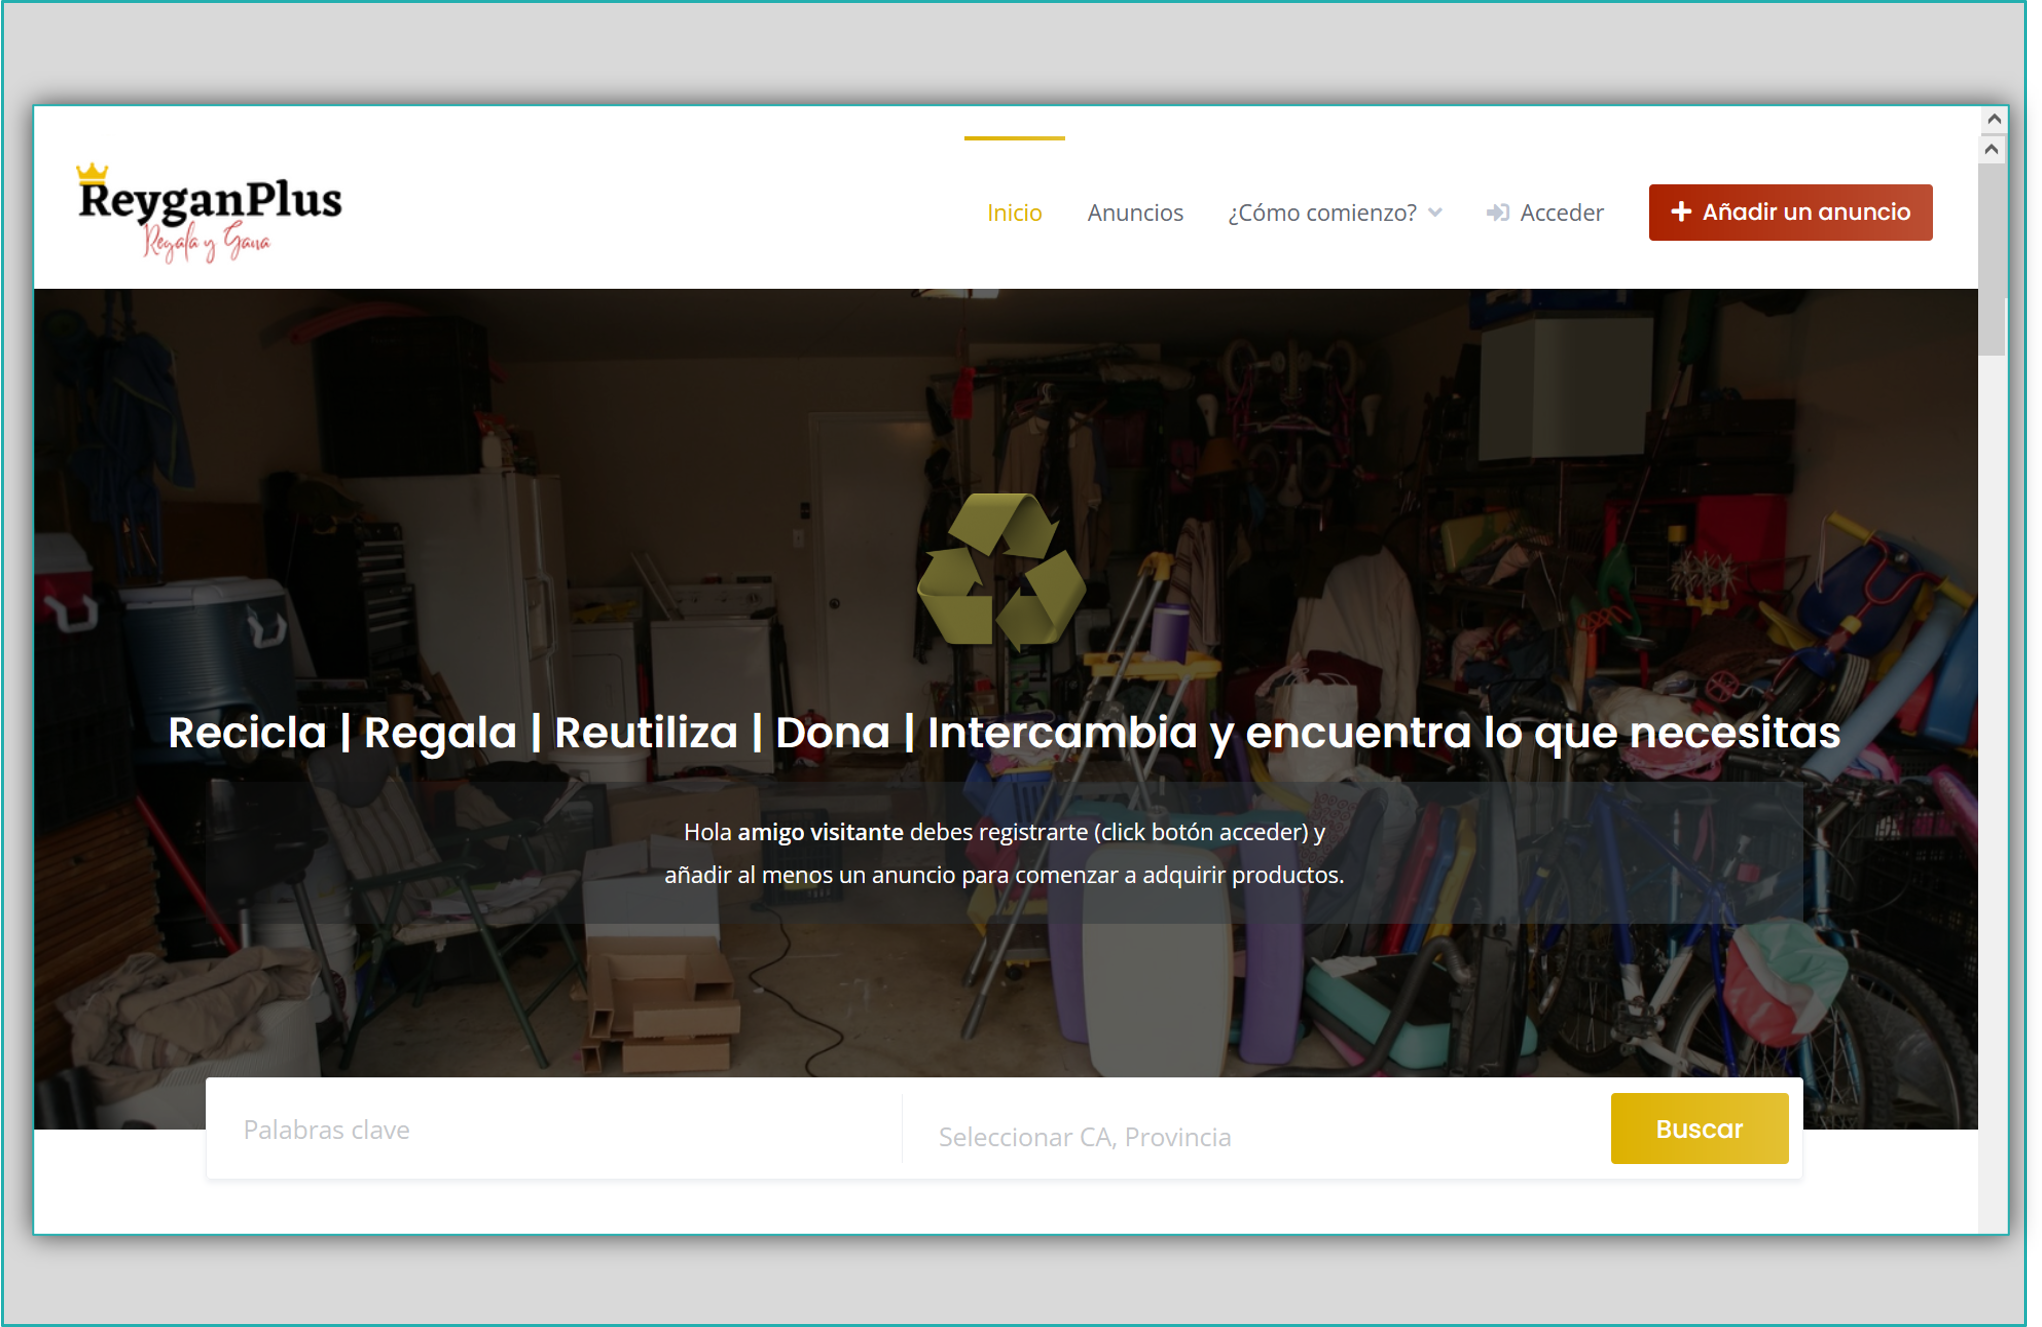 ReyganPlus
Regala y Gana
Inicio
Anuncios
¿Cómo comienzo?
Acceder
Añadir un anuncio
Recicla | Regala | Reutiliza | Dona | Intercambia y encuentra lo que necesitas
Hola amigo visitante debes registrarte (click botón acceder) y
añadir al menos un anuncio para comenzar a adquirir productos.
Palabras clave
Seleccionar CA, Provincia
Buscar